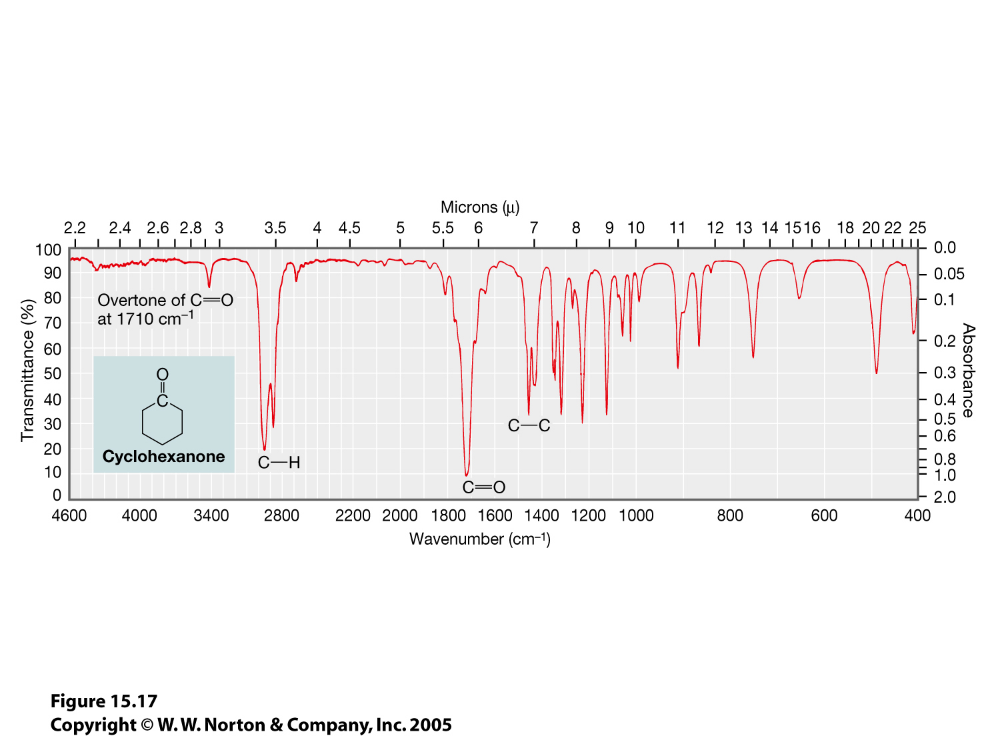 Microns (µ)
2.2 2.4 2.6 2.8 3 3.5 4 4.5 5 5.5 6 7 8 9 10 11 12 13 14 15 16 18 20 22 25
Transmittance (%)
100
90
80
70
60
50
40
30
20
10
0
Overtone of C=O
at 1710 cm⁻¹
O
C
Cyclohexanone
C—H
C=O
C—C
0.0
0.05
0.1
0.2
0.3
0.4
0.5
0.6
0.8
1.0
2.0
Absorbance
4600 4000 3400 2800 2200 2000 1800 1600 1400 1200 1000 800 600 400
Wavenumber (cm⁻¹)
Figure 15.17
Copyright © W. W. Norton & Company, Inc. 2005